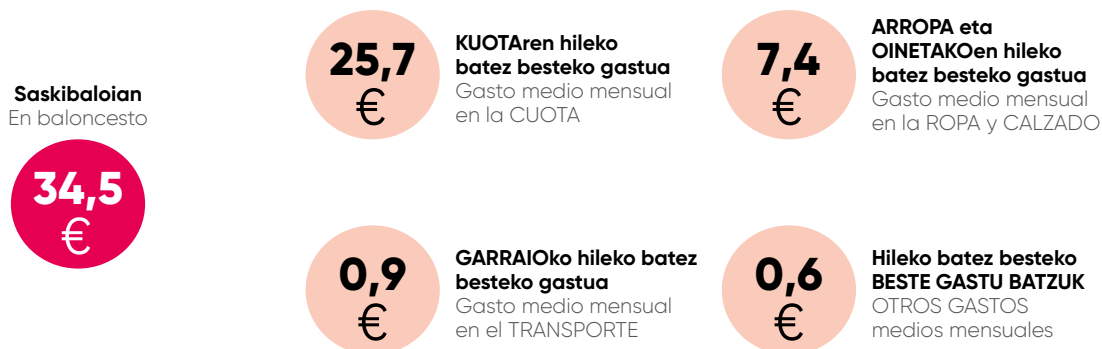 Saskibaloian
En baloncesto
34,5
€
25,7
€
KUOTAren hileko
batez besteko gastua
Gasto medio mensual
en la CUOTA
7,4
€
ARROPA eta
OINETAKOen hileko
batez besteko gastua
Gasto medio mensual
en la ROPA y CALZADO
0,9
€
GARRAIOko hileko batez
besteko gastua
Gasto medio mensual
en el TRANSPORTE
0,6
€
Hileko batez besteko
BESTE GASTU BATZUK
OTROS GASTOS
medios mensuales